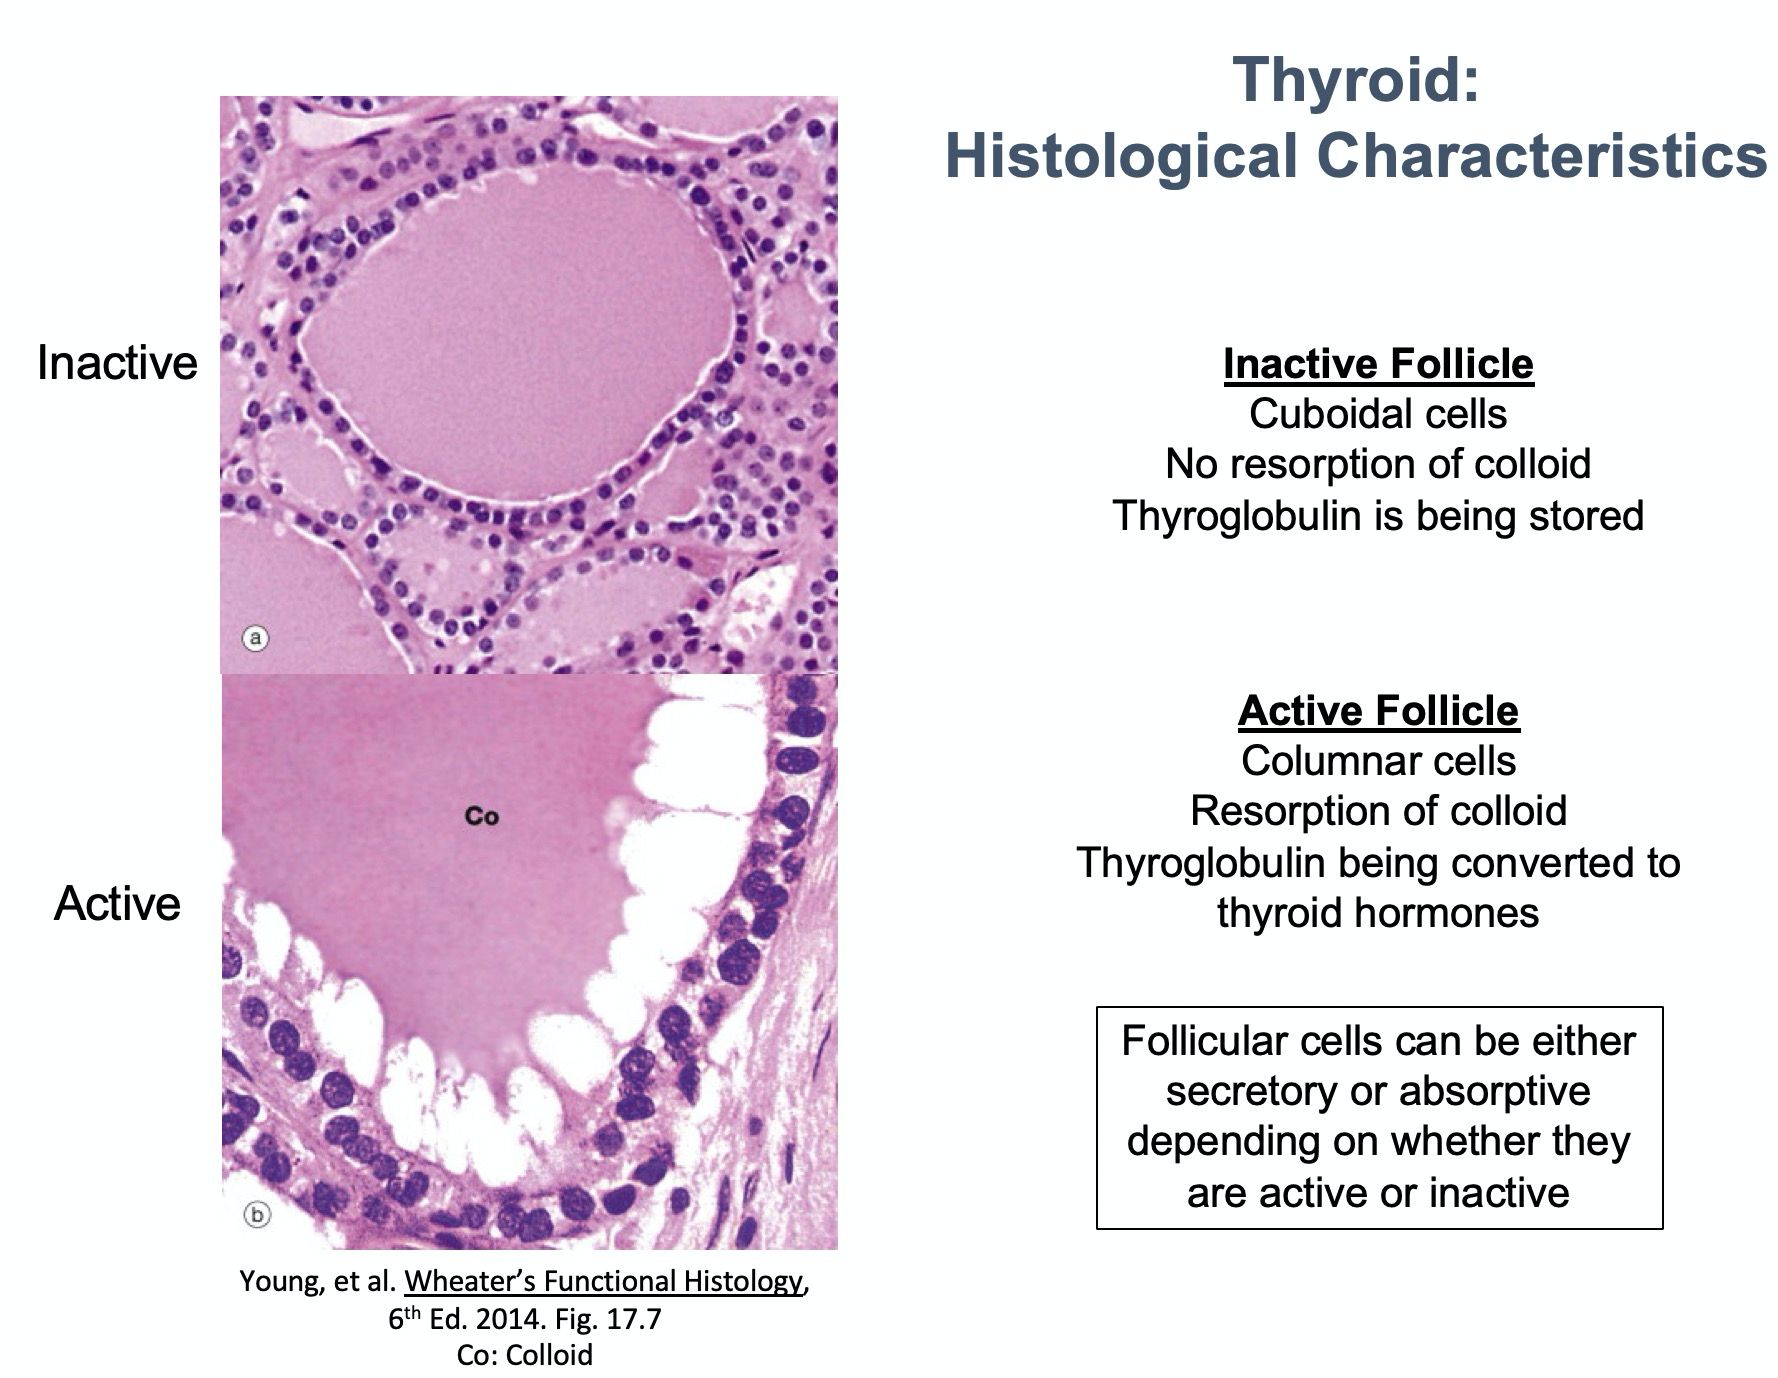 Thyroid:
Histological Characteristics
Inactive
a
Inactive Follicle
Cuboidal cells
No resorption of colloid
Thyroglobulin is being stored
Active
Co
b
Active Follicle
Columnar cells
Resorption of colloid
Thyroglobulin being converted to
thyroid hormones
Follicular cells can be either
secretory or absorptive
depending on whether they
are active or inactive
Young, et al. Wheater’s Functional Histology,
6th Ed. 2014. Fig. 17.7
Co: Colloid